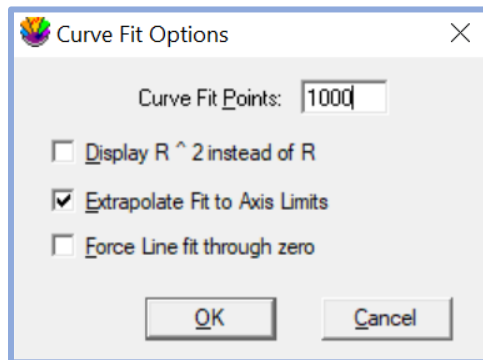 Curve Fit Options
Curve Fit Points: 1000
Display R ^ 2 instead of R
Extrapolate Fit to Axis Limits
Force Line fit through zero
OK Cancel